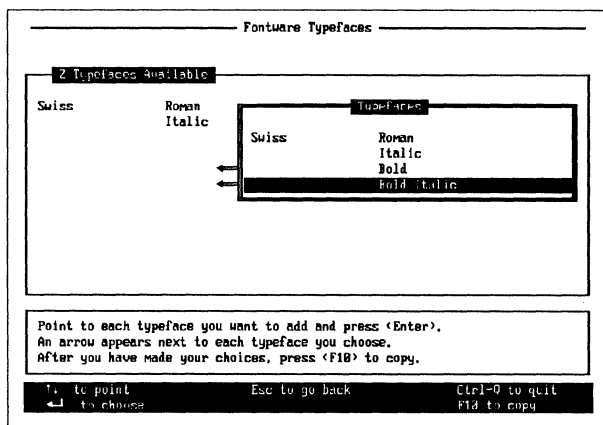 Fontware Typefaces
2 Typefaces Available
Swiss Roman
Italic
Typefaces
Swiss Roman
Italic
Bold
Bold Italic
Point to each typeface you want to add and press <Enter>.
An arrow appears next to each typeface you choose.
After you have made your choices, press <F10> to copy.
↑↓ to point Esc to go back Ctrl-Q to quit
↵ to choose F10 to copy